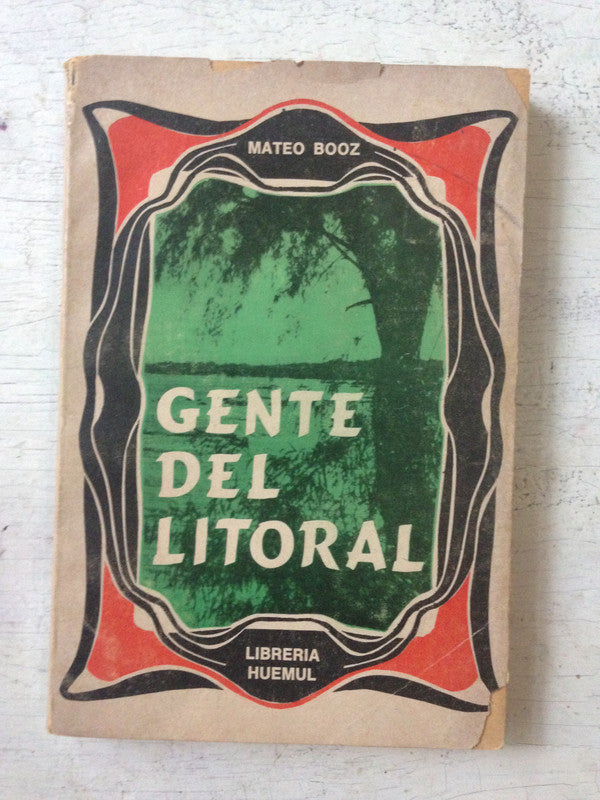 MATEO BOOZ
GENTE
DEL
LITORAL
LIBRERIA
HUEMUL